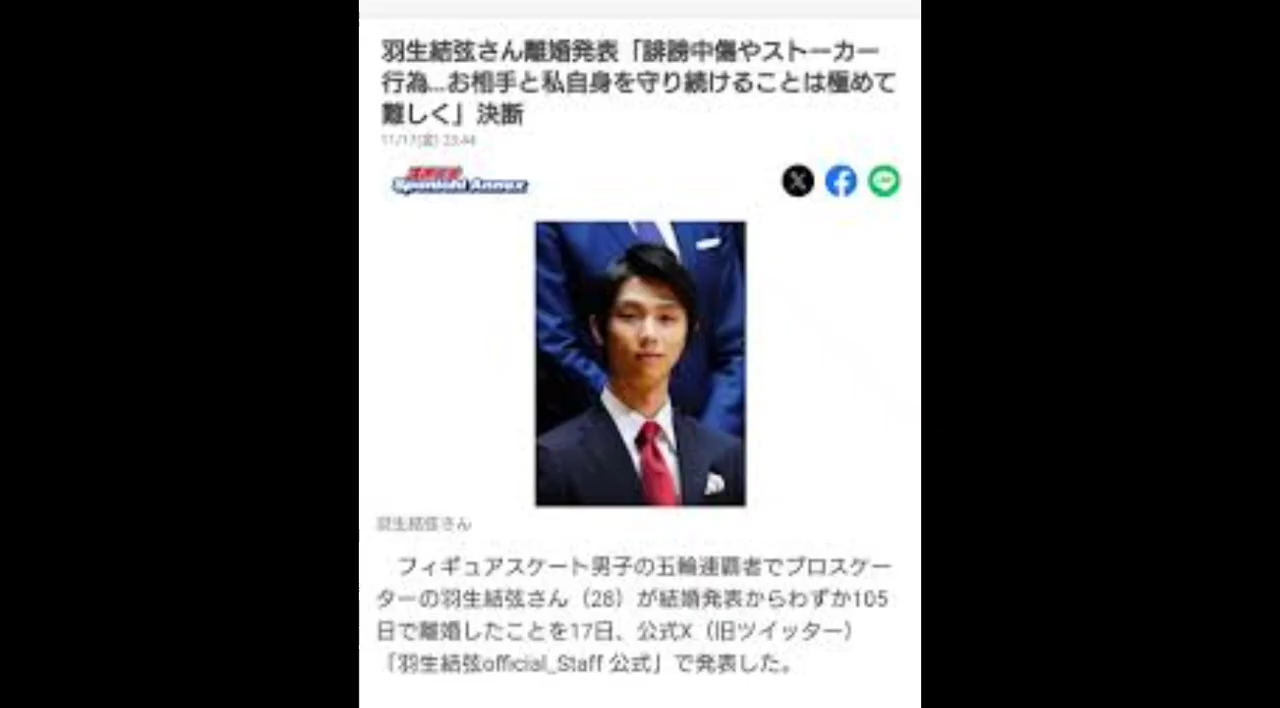 羽生結弦さん離婚発表「誹謗中傷やストーカー
行為…お相手と私自身を守り続けることは極めて
難しく」決断
11/17(金) 23:44
Sponichi Annex
羽生結弦さん
フィギュアスケート男子の五輪連覇者でプロスケー
ターの羽生結弦さん（28）が結婚発表からわずか105
日で離婚したことを17日、公式X（旧ツイッター）
「羽生結弦official_Staff 公式」で発表した。